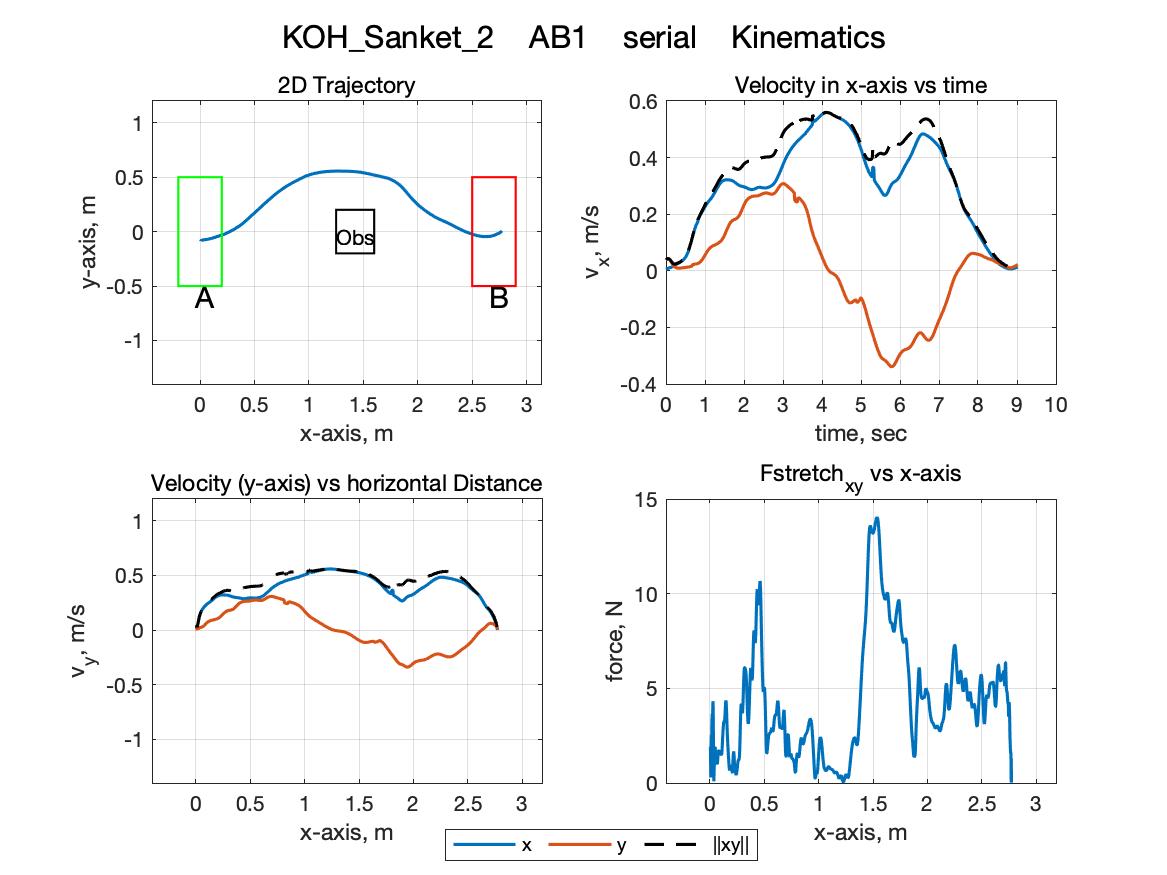 KOH_Sanket_2 AB1 serial Kinematics
2D Trajectory
1
0.5
0
-0.5
-1
y-axis, m
Obs
A
B
0 0.5 1 1.5 2 2.5 3
x-axis, m
Velocity in x-axis vs time
0.6
0.4
0.2
0
-0.2
-0.4
v_x, m/s
0 1 2 3 4 5 6 7 8 9 10
time, sec
Velocity (y-axis) vs horizontal Distance
1
0.5
0
-0.5
-1
v_y, m/s
0 0.5 1 1.5 2 2.5 3
x-axis, m
Fstretch_xy vs x-axis
15
10
5
0
force, N
0 0.5 1 1.5 2 2.5 3
x-axis, m
x y ||xy||